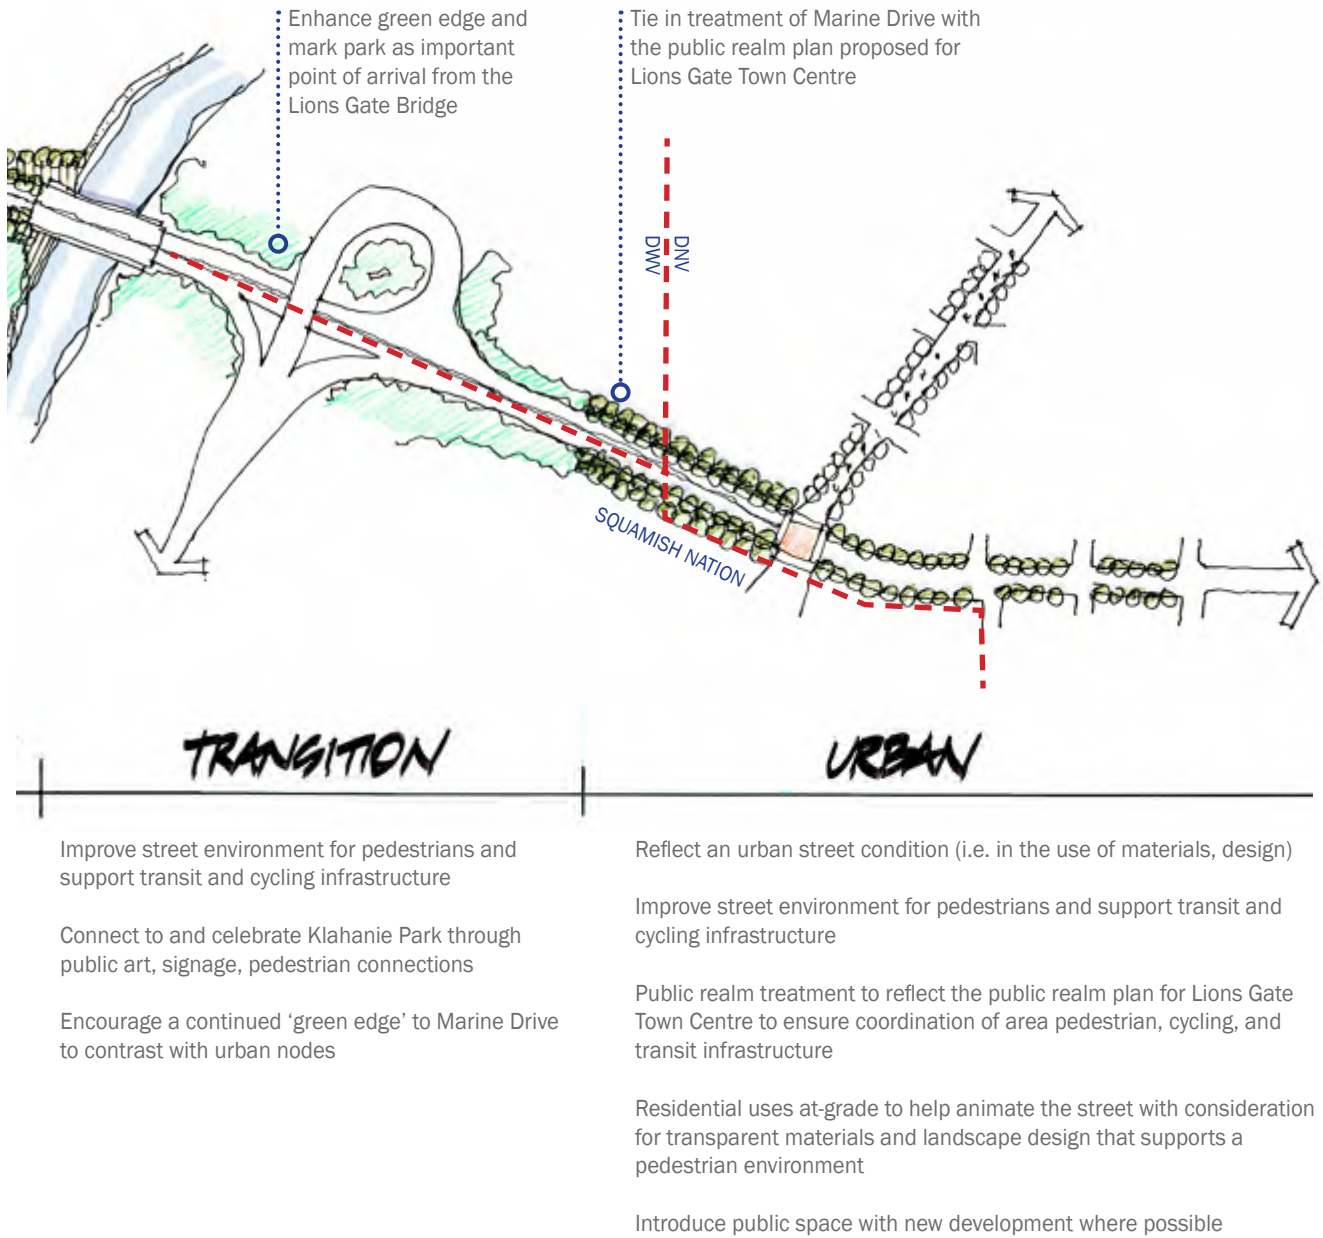 Enhance green edge and
mark park as important
point of arrival from the
Lions Gate Bridge
Tie in treatment of Marine Drive with
the public realm plan proposed for
Lions Gate Town Centre
DWV
DNV
SQUAMISH NATION
TRANSITION
Improve street environment for pedestrians and
support transit and cycling infrastructure
Connect to and celebrate Klahanie Park through
public art, signage, pedestrian connections
Encourage a continued ‘green edge’ to Marine Drive
to contrast with urban nodes
URBAN
Reflect an urban street condition (i.e. in the use of materials, design)
Improve street environment for pedestrians and support transit and
cycling infrastructure
Public realm treatment to reflect the public realm plan for Lions Gate
Town Centre to ensure coordination of area pedestrian, cycling, and
transit infrastructure
Residential uses at-grade to help animate the street with consideration
for transparent materials and landscape design that supports a
pedestrian environment
Introduce public space with new development where possible